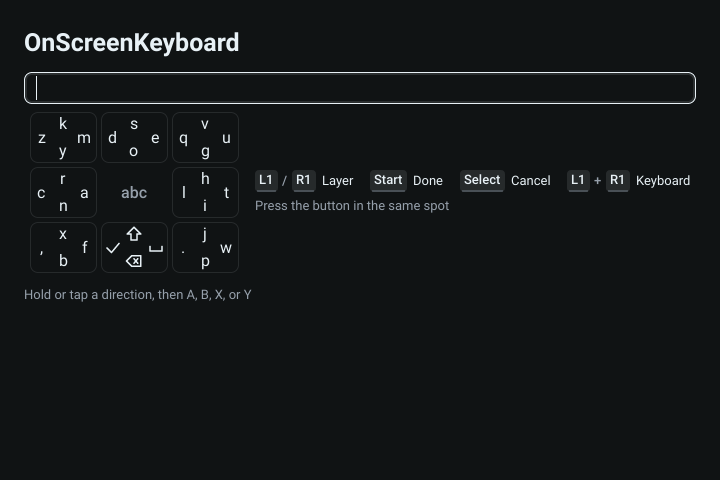 OnScreenKeyboard
k s v
z m d e q u
y o g
r h
c a abc l t
n i
L1 / R1 Layer Start Done Select Cancel L1 + R1 Keyboard
Press the button in the same spot
x j
, f . w
b p
Hold or tap a direction, then A, B, X, or Y